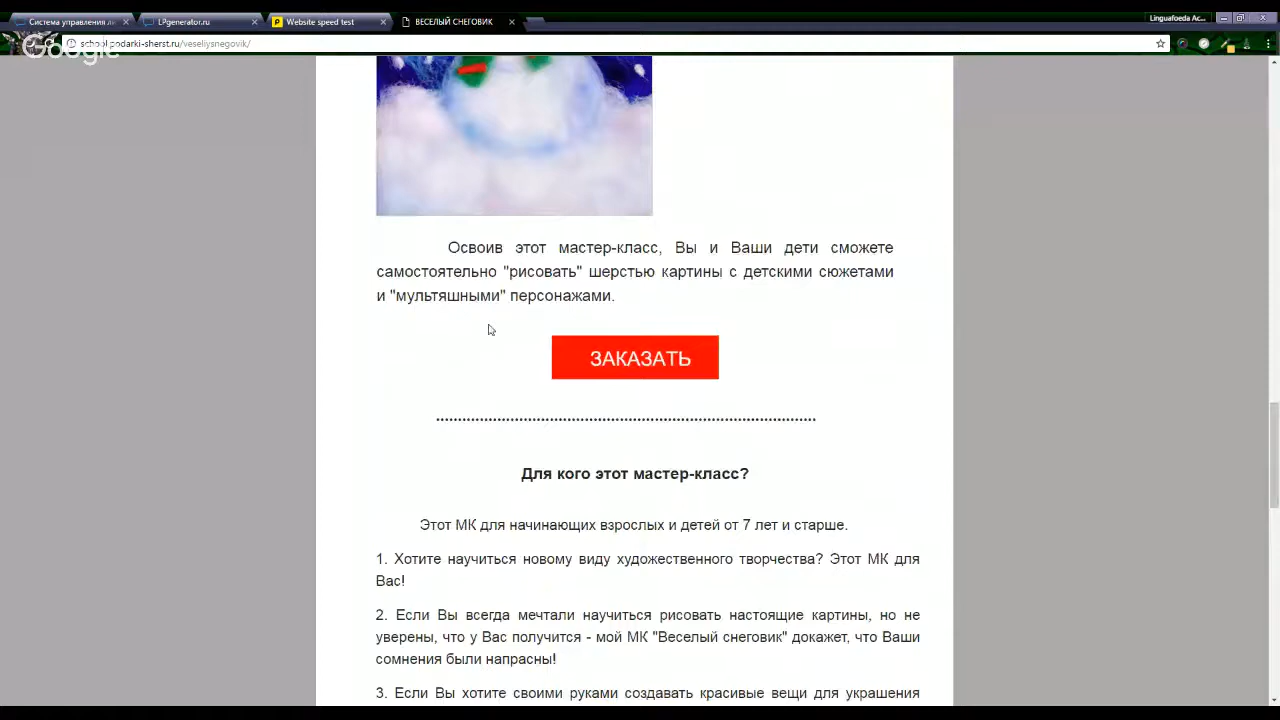 Система управления ли
LPgenerator.ru
Website speed test
ВЕСЕЛЫЙ СНЕГОВИК
Linguafoeda Ac...
school.podarki-sherst.ru/veseliysnegovik/
Google
Освоив этот мастер-класс, Вы и Ваши дети сможете
самостоятельно "рисовать" шерстью картины с детскими сюжетами
и "мультяшными" персонажами.
ЗАКАЗАТЬ
Для кого этот мастер-класс?
Этот МК для начинающих взрослых и детей от 7 лет и старше.
1. Хотите научиться новому виду художественного творчества? Этот МК для
Вас!
2. Если Вы всегда мечтали научиться рисовать настоящие картины, но не
уверены, что у Вас получится - мой МК "Веселый снеговик" докажет, что Ваши
сомнения были напрасны!
3. Если Вы хотите своими руками создавать красивые вещи для украшения